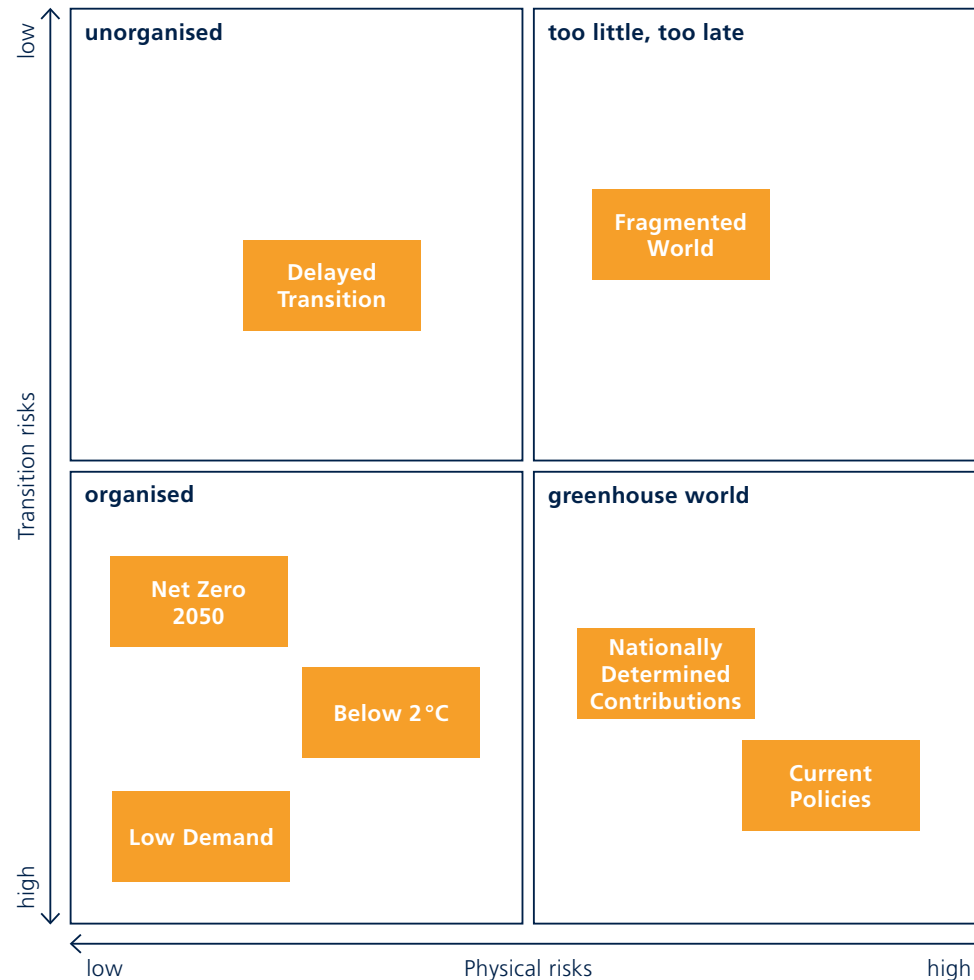 low
Transition risks
high
unorganised
Delayed
Transition
too little, too late
Fragmented
World
organised
Net Zero
2050
Below 2 °C
Low Demand
greenhouse world
Nationally
Determined
Contributions
Current
Policies
low
Physical risks
high